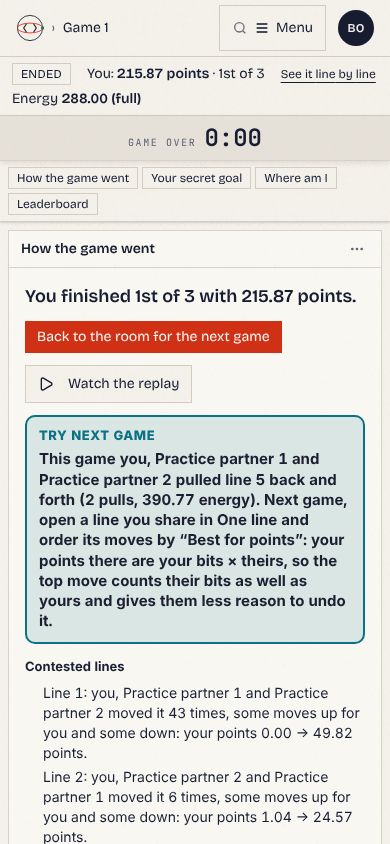 › Game 1
Menu
BO
ENDED
You: 215.87 points · 1st of 3
See it line by line
Energy 288.00 (full)
GAME OVER 0:00
How the game went
Your secret goal
Where am I
Leaderboard
How the game went
You finished 1st of 3 with 215.87 points.
Back to the room for the next game
Watch the replay
TRY NEXT GAME
This game you, Practice partner 1 and
Practice partner 2 pulled line 5 back and
forth (2 pulls, 390.77 energy). Next game,
open a line you share in One line and
order its moves by “Best for points”: your
points there are your bits × theirs, so the
top move counts their bits as well as
yours and gives them less reason to undo
it.
Contested lines
Line 1: you, Practice partner 1 and Practice
partner 2 moved it 43 times, some moves up for
you and some down: your points 0.00 → 49.82
points.
Line 2: you, Practice partner 2 and Practice
partner 1 moved it 6 times, some moves up for
you and some down: your points 1.04 → 24.57
points.